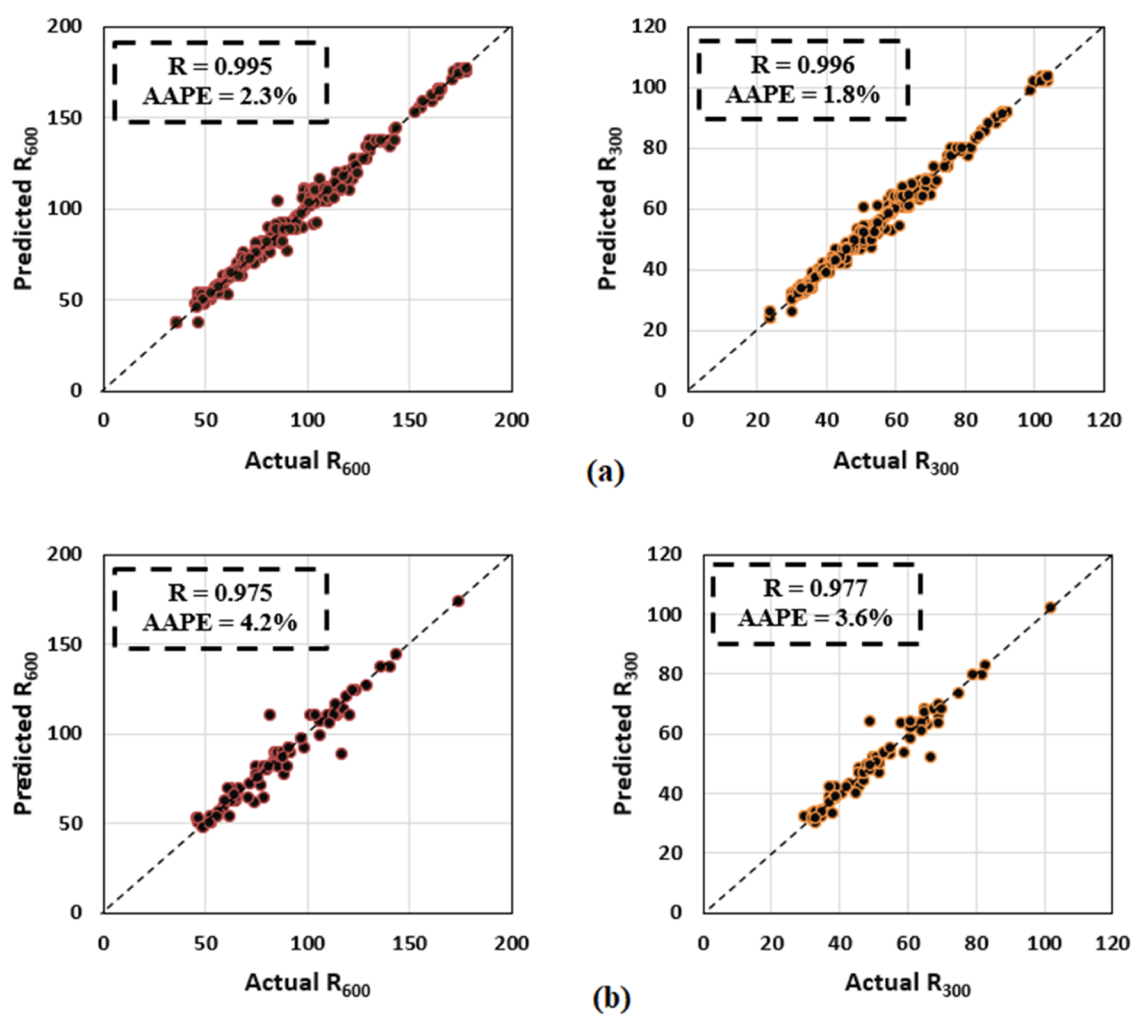 200
150
100
50
0
Predicted R600
R = 0.995
AAPE = 2.3%
0 50 100 150 200
Actual R600
120
100
80
60
40
20
0
Predicted R300
R = 0.996
AAPE = 1.8%
0 20 40 60 80 100 120
Actual R300
(a)
200
150
100
50
0
Predicted R600
R = 0.975
AAPE = 4.2%
0 50 100 150 200
Actual R600
120
100
80
60
40
20
0
Predicted R300
R = 0.977
AAPE = 3.6%
0 20 40 60 80 100 120
Actual R300
(b)